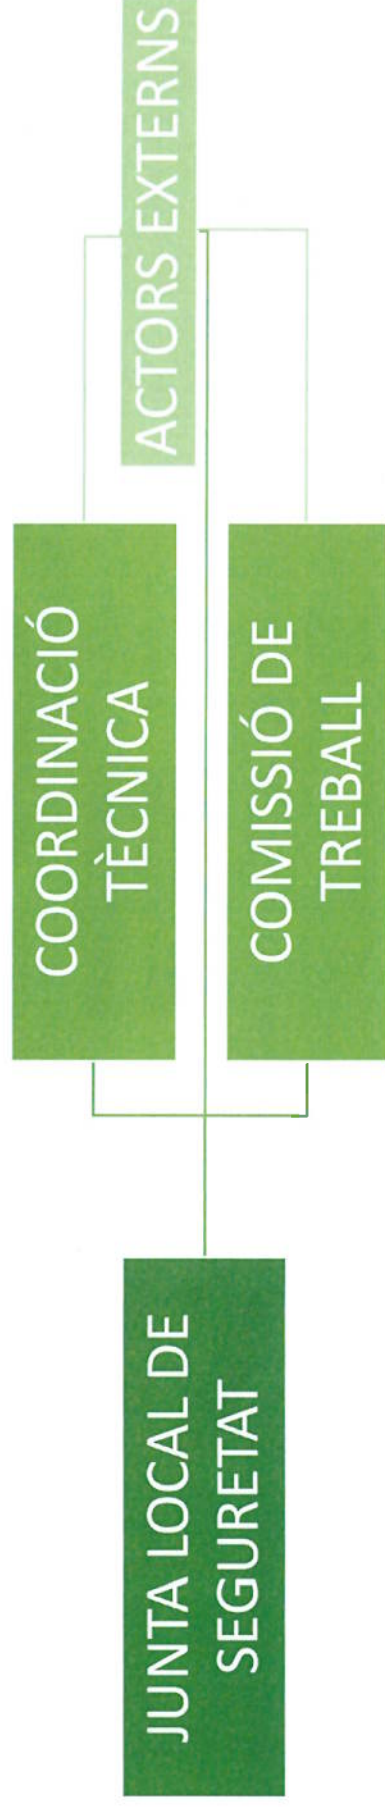 JUNTA LOCAL DE
SEGURETAT
COORDINACIÓ
TÈCNICA
COMISSIÓ DE
TREBALL
ACTORS EXTERNS